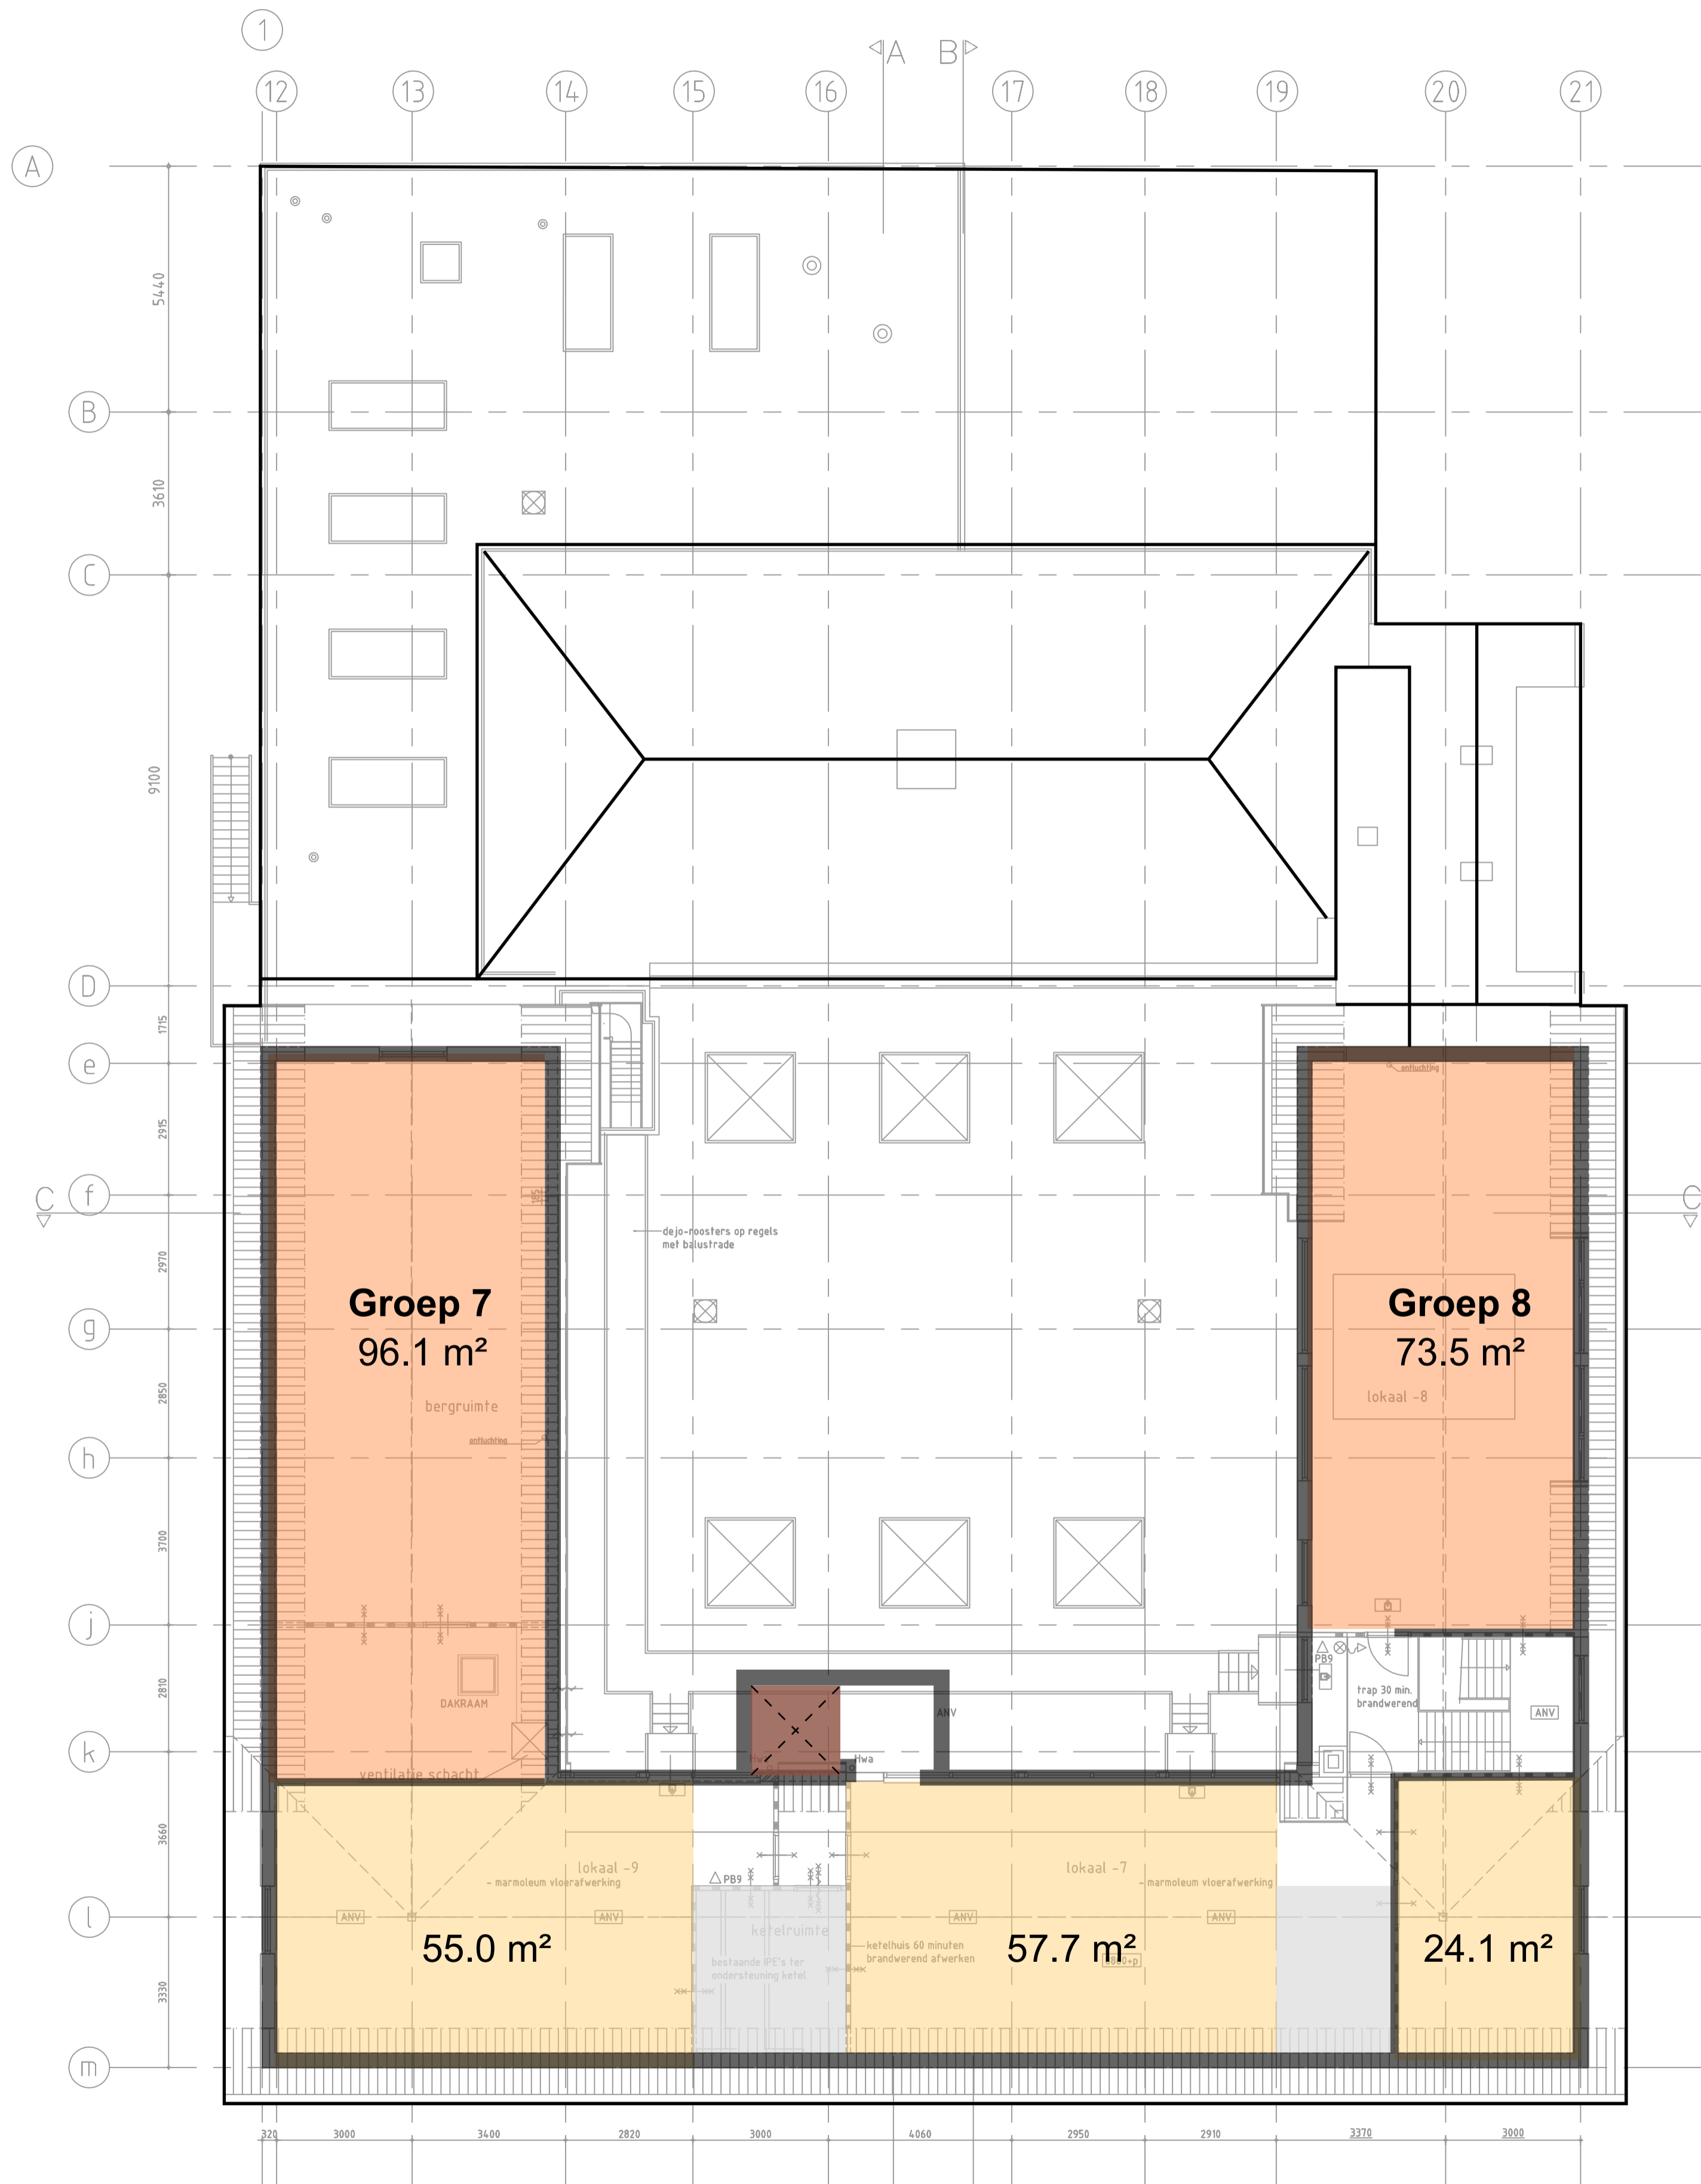 1
A B
12 13 14 15 16 17 18 19 20 21
A
5440
B
3610
C
9100
D
1715
e
ontluchting
2915
f
185
C
C
dejo-roosters op regels
met balustrade
2970
Groep 7
96.1 m²
Groep 8
73.5 m²
g
2850
bergruimte
lokaal -8
ontluchting
h
3700
j
PB9
trap 30 min.
brandwerend
2810
DAKRAAM
ANV
ANV
k
Hwa
Hwa
ventilatie schacht
3660
lokaal -9
- marmoleum vloerafwerking
PB9
lokaal -7
- marmoleum vloerafwerking
l
ANV
ANV
ketelruimte
ANV
ANV
55.0 m²
57.7 m²
24.1 m²
ketelhuis 60 minuten
brandwerend afwerken
bestaande IPE's ter
ondersteuning ketel
3330
m
320 3000 3400 2820 3000 4060 2950 2910 3370 3000